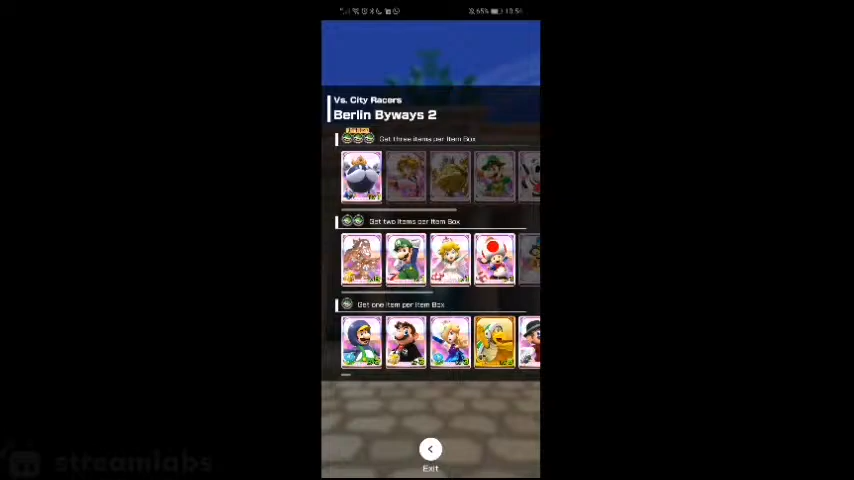 65%
Vs. City Racers
Berlin Byways 2
Get three items per Item Box
Get two items per Item Box
Get one item per Item Box
Exit
streamlabs